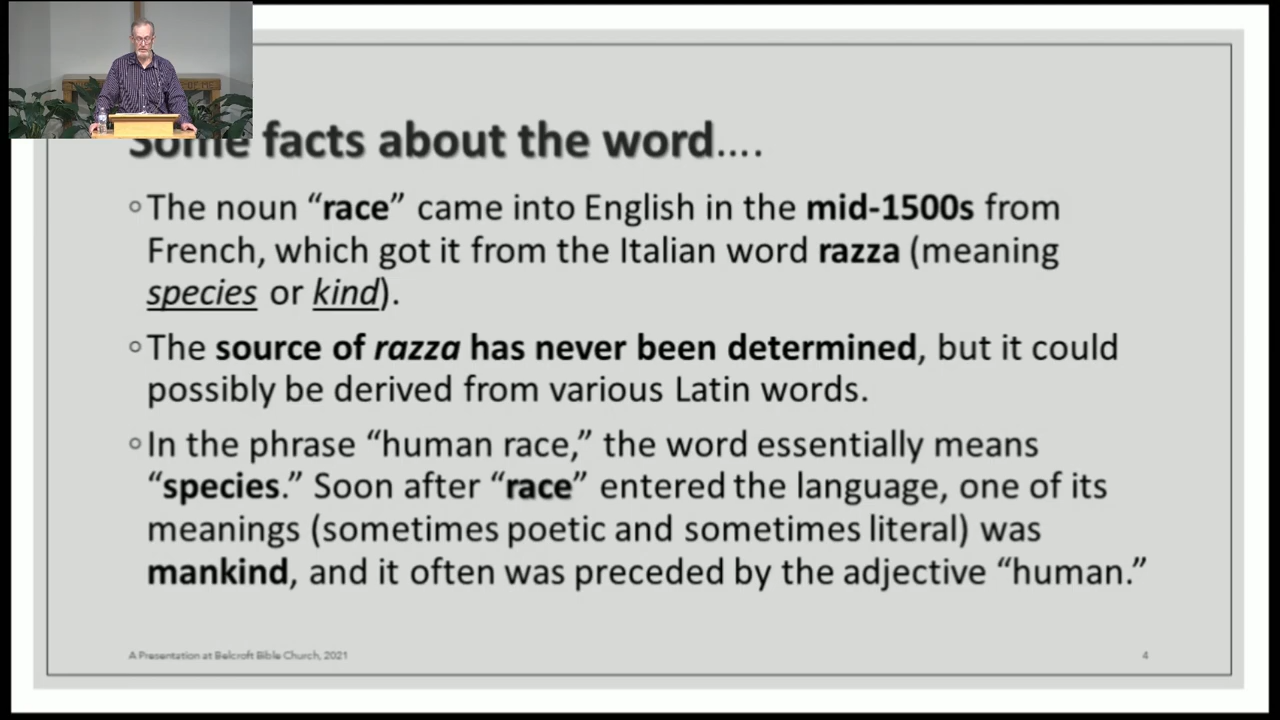 Some facts about the word....
◦The noun “race” came into English in the mid-1500s from
French, which got it from the Italian word razza (meaning
species or kind).
◦The source of razza has never been determined, but it could
possibly be derived from various Latin words.
◦In the phrase “human race,” the word essentially means
“species.” Soon after “race” entered the language, one of its
meanings (sometimes poetic and sometimes literal) was
mankind, and it often was preceded by the adjective “human.”
A Presentation at Belcroft Bible Church, 2021
4